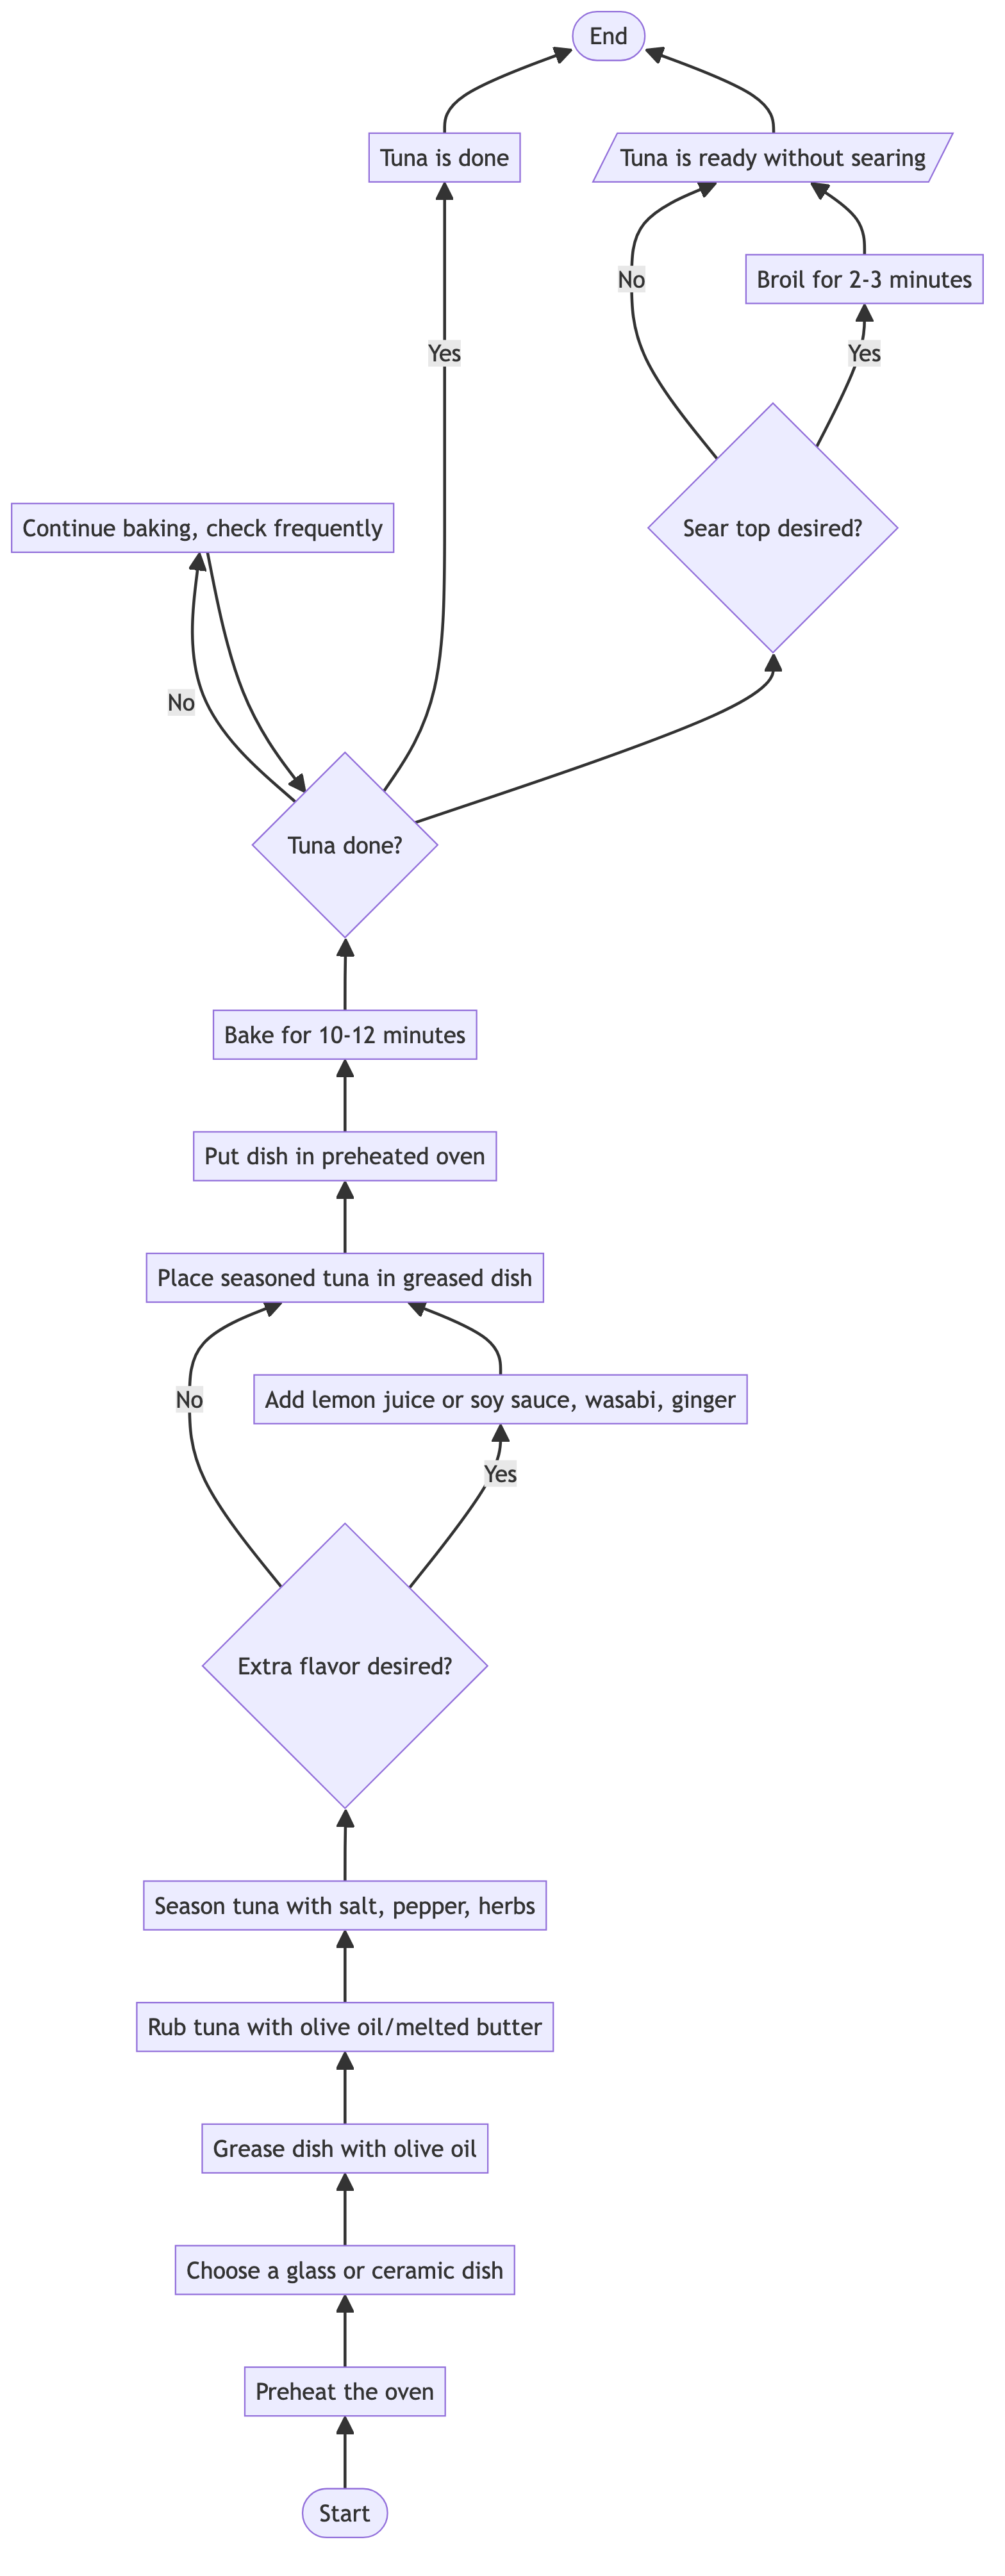 End
Tuna is done
Tuna is ready without searing
No
Broil for 2-3 minutes
Yes
Yes
Continue baking, check frequently
Sear top desired?
No
Tuna done?
Bake for 10-12 minutes
Put dish in preheated oven
Place seasoned tuna in greased dish
No
Add lemon juice or soy sauce, wasabi, ginger
Yes
Extra flavor desired?
Season tuna with salt, pepper, herbs
Rub tuna with olive oil/melted butter
Grease dish with olive oil
Choose a glass or ceramic dish
Preheat the oven
Start